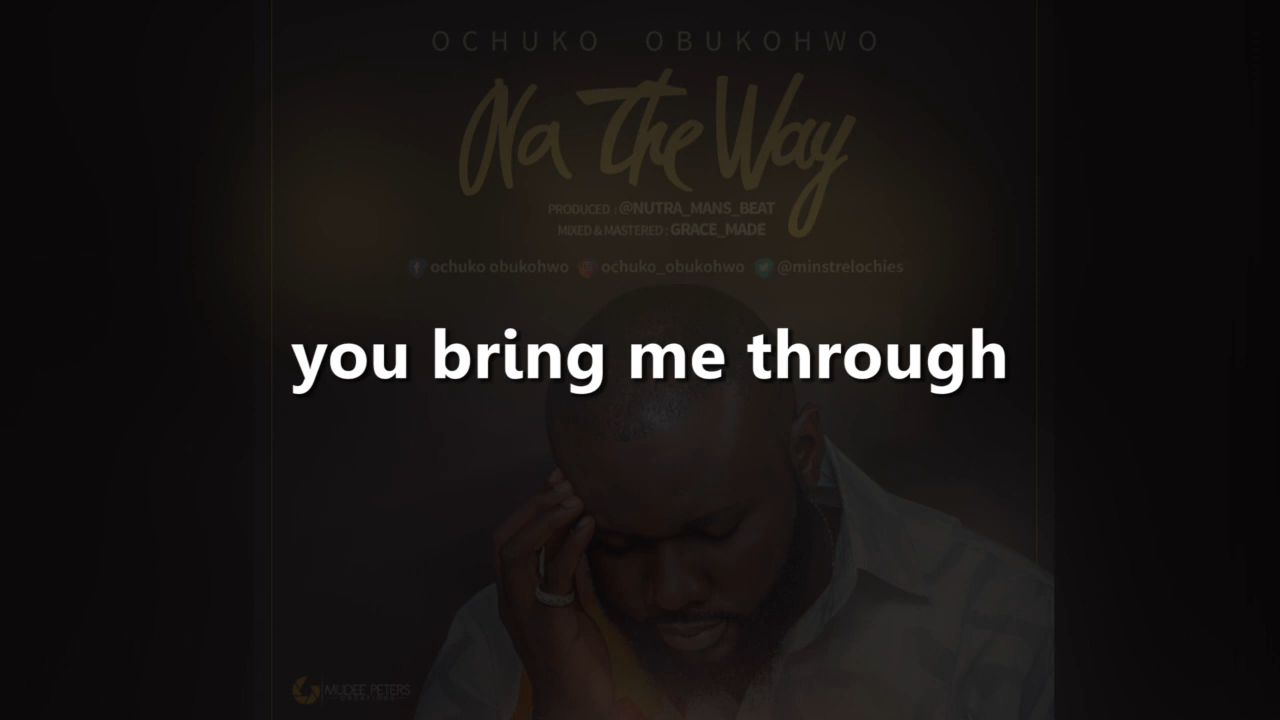 OCHUKO OBUKOHWO
Na The Way
PRODUCED : @NUTRA_MANS_BEAT
MIXED & MASTERED : GRACE_MADE
ochuko obukohwo ochuko_obukohwo @minstrelochies
you bring me through
MUDEE PETERS